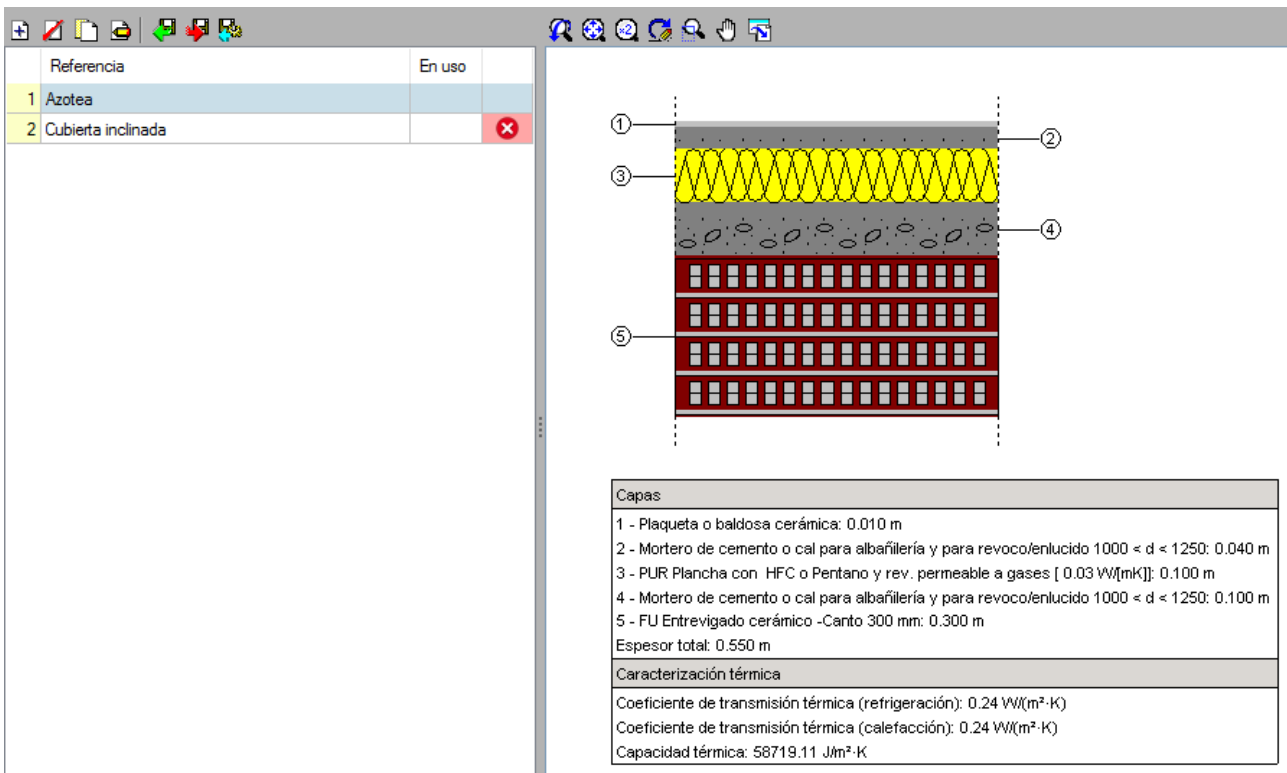 Referencia En uso
1 Azotea
2 Cubierta inclinada
x2
1
2
3
4
5
Capas
1 - Plaqueta o baldosa cerámica: 0.010 m
2 - Mortero de cemento o cal para albañilería y para revoco/enlucido 1000 < d < 1250: 0.040 m
3 - PUR Plancha con HFC o Pentano y rev. permeable a gases [ 0.03 W/[mK]]: 0.100 m
4 - Mortero de cemento o cal para albañilería y para revoco/enlucido 1000 < d < 1250: 0.100 m
5 - FU Entrevigado cerámico -Canto 300 mm: 0.300 m
Espesor total: 0.550 m
Caracterización térmica
Coeficiente de transmisión térmica (refrigeración): 0.24 W/(m²·K)
Coeficiente de transmisión térmica (calefacción): 0.24 W/(m²·K)
Capacidad térmica: 58719.11 J/m²·K